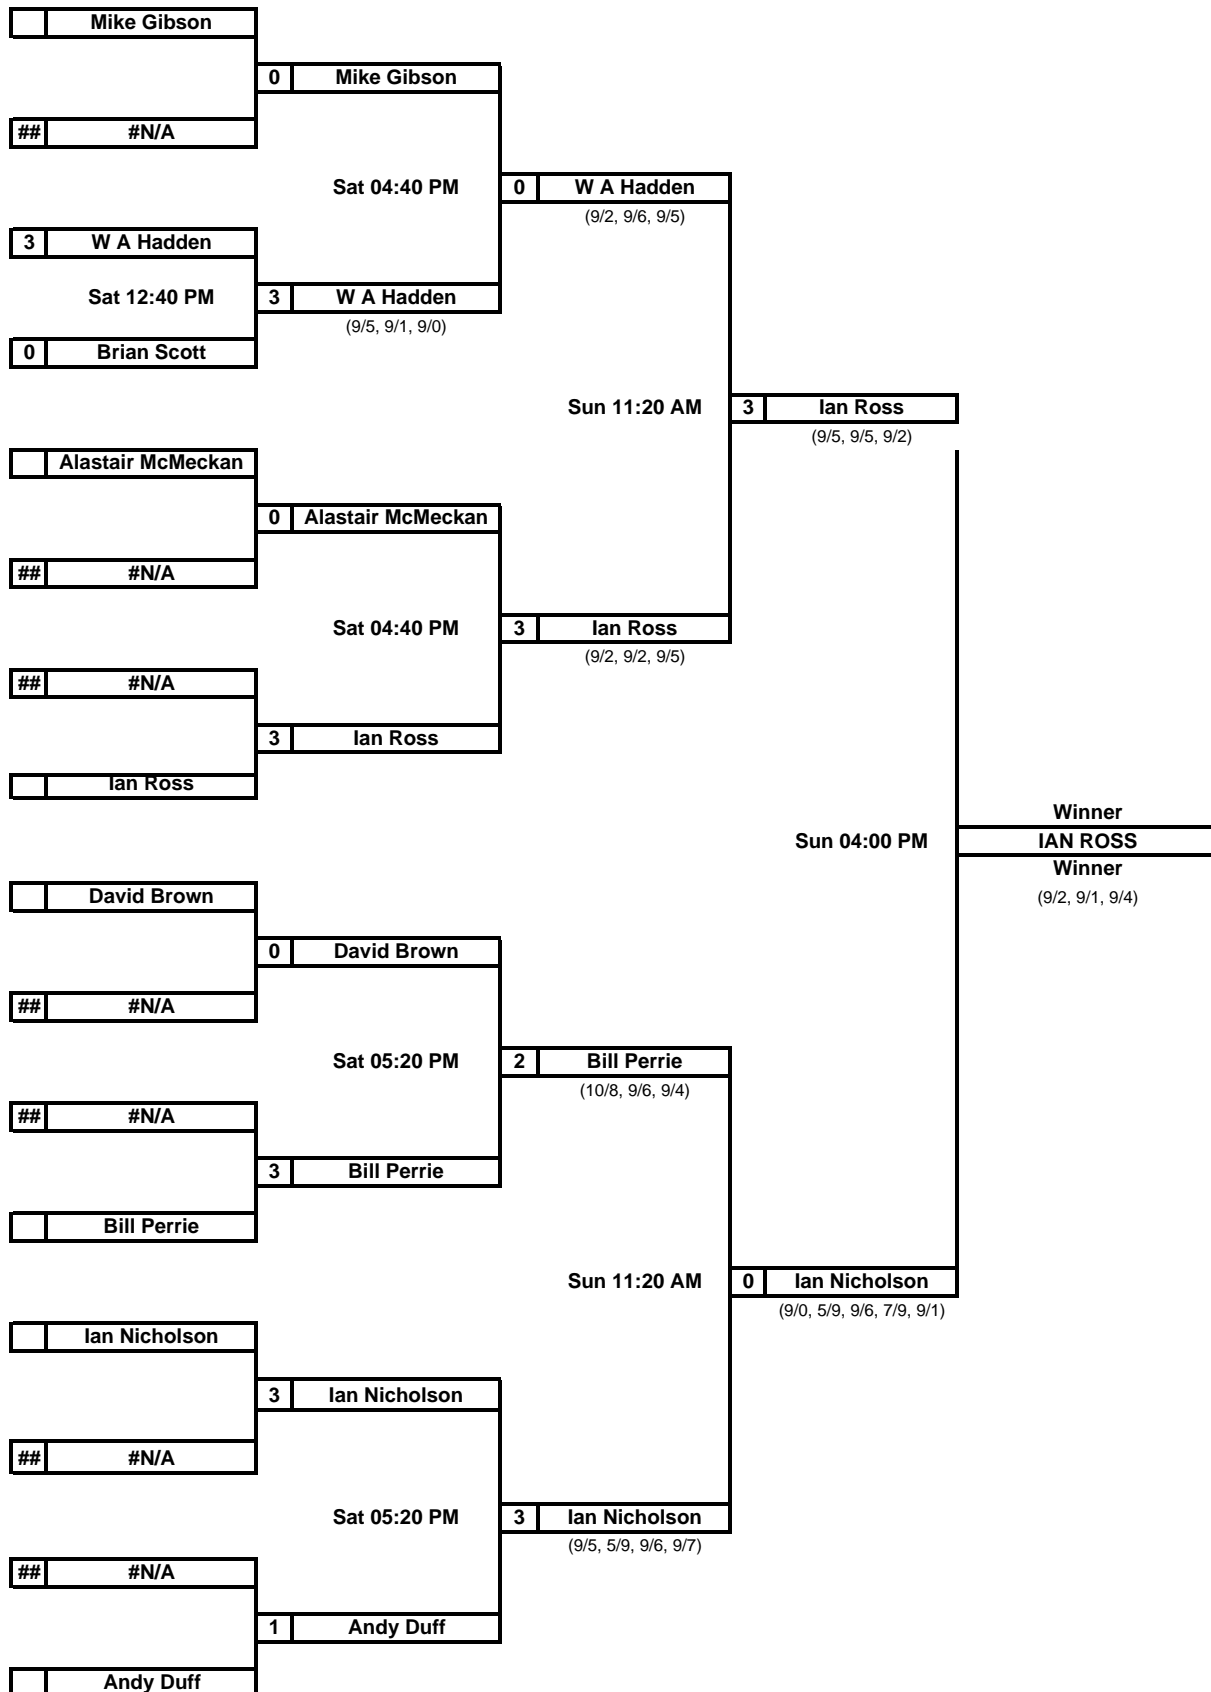 Mike Gibson
0 Mike Gibson
## #N/A
Sat 04:40 PM
0 W A Hadden
(9/2, 9/6, 9/5)
3 W A Hadden
Sat 12:40 PM
3 W A Hadden
(9/5, 9/1, 9/0)
0 Brian Scott
Sun 11:20 AM
3 Ian Ross
(9/5, 9/5, 9/2)
Alastair McMeckan
0 Alastair McMeckan
## #N/A
Sat 04:40 PM
3 Ian Ross
(9/2, 9/2, 9/5)
## #N/A
3 Ian Ross
Ian Ross
Winner
Sun 04:00 PM
IAN ROSS
Winner
(9/2, 9/1, 9/4)
David Brown
0 David Brown
## #N/A
Sat 05:20 PM
2 Bill Perrie
(10/8, 9/6, 9/4)
## #N/A
3 Bill Perrie
Bill Perrie
Sun 11:20 AM
0 Ian Nicholson
(9/0, 5/9, 9/6, 7/9, 9/1)
Ian Nicholson
3 Ian Nicholson
## #N/A
Sat 05:20 PM
3 Ian Nicholson
(9/5, 5/9, 9/6, 9/7)
## #N/A
1 Andy Duff
Andy Duff